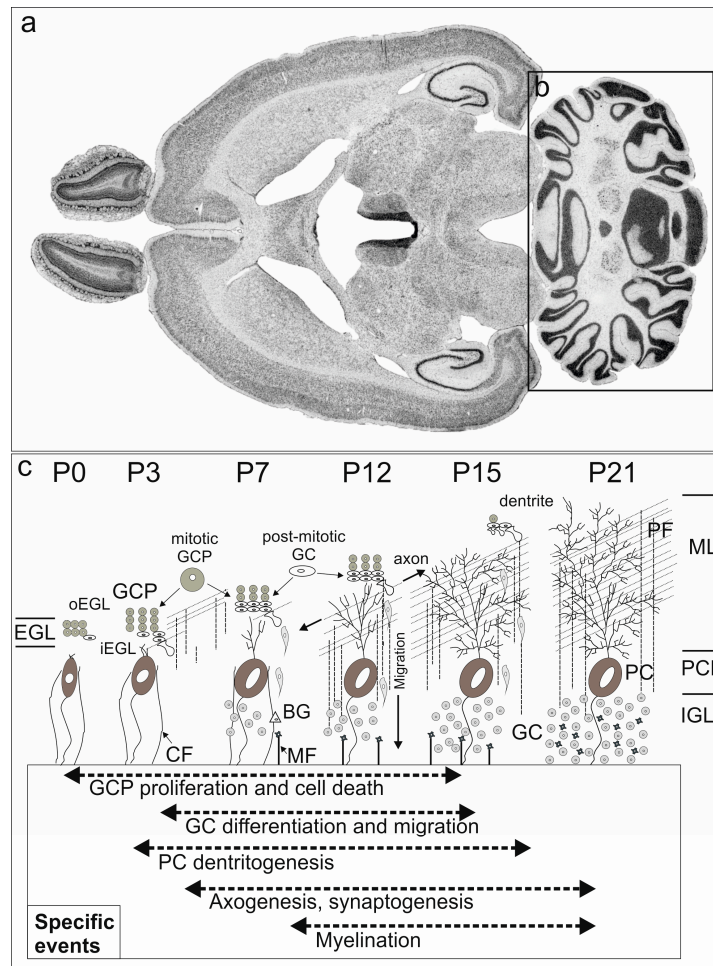 a
b
c P0 P3 P7 P12 P15 P21
dentrite
PF
ML
mitotic
GCP
post-mitotic
GC
axon
GCP
oEGL
EGL
iEGL
Migration
PC
PCL
BG
GC
IGL
CF
MF
GCP proliferation and cell death
GC differentiation and migration
PC dentritogenesis
Axogenesis, synaptogenesis
Myelination
Specific
events